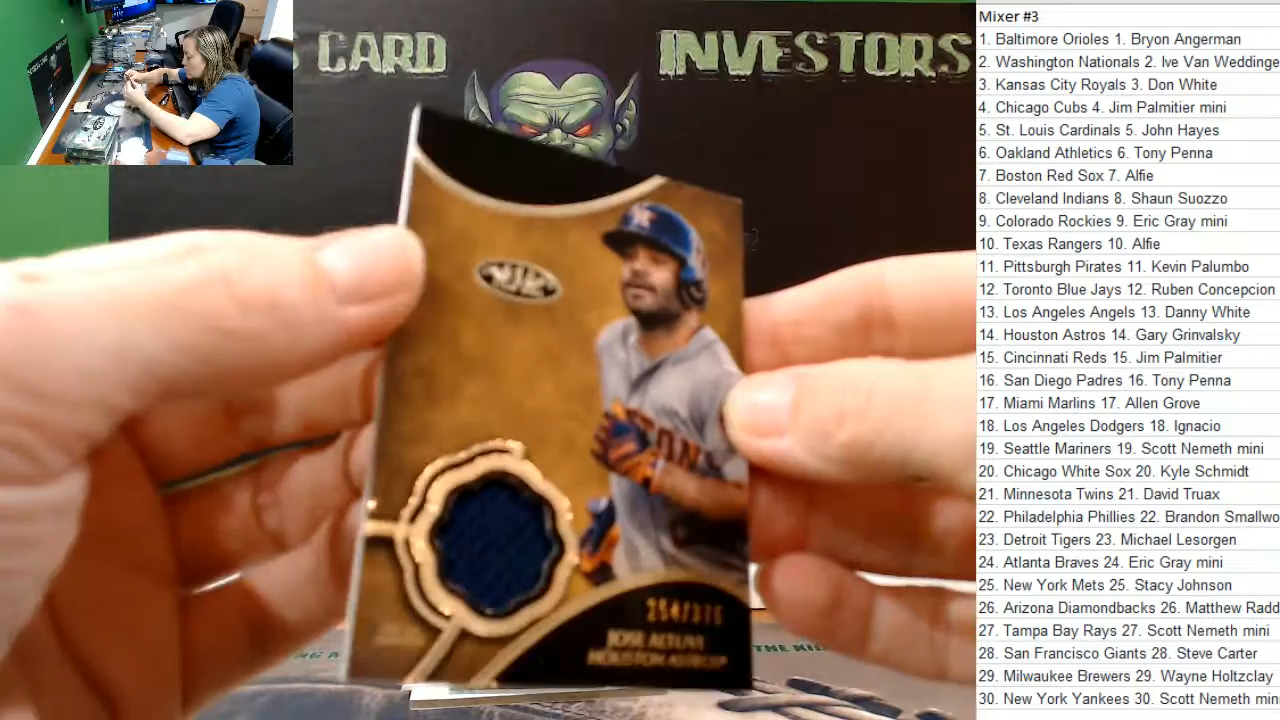 CARD INVESTORS
254/375
JOSE ALTUVE
HOUSTON ASTROS
THE KIL
Mixer #3
1. Baltimore Orioles 1. Bryon Angerman
2. Washington Nationals 2. Ive Van Weddinge
3. Kansas City Royals 3. Don White
4. Chicago Cubs 4. Jim Palmitier mini
5. St. Louis Cardinals 5. John Hayes
6. Oakland Athletics 6. Tony Penna
7. Boston Red Sox 7. Alfie
8. Cleveland Indians 8. Shaun Suozzo
9. Colorado Rockies 9. Eric Gray mini
10. Texas Rangers 10. Alfie
11. Pittsburgh Pirates 11. Kevin Palumbo
12. Toronto Blue Jays 12. Ruben Concepcion
13. Los Angeles Angels 13. Danny White
14. Houston Astros 14. Gary Grinvalsky
15. Cincinnati Reds 15. Jim Palmitier
16. San Diego Padres 16. Tony Penna
17. Miami Marlins 17. Allen Grove
18. Los Angeles Dodgers 18. Ignacio
19. Seattle Mariners 19. Scott Nemeth mini
20. Chicago White Sox 20. Kyle Schmidt
21. Minnesota Twins 21. David Truax
22. Philadelphia Phillies 22. Brandon Smallwo
23. Detroit Tigers 23. Michael Lesorgen
24. Atlanta Braves 24. Eric Gray mini
25. New York Mets 25. Stacy Johnson
26. Arizona Diamondbacks 26. Matthew Radd
27. Tampa Bay Rays 27. Scott Nemeth mini
28. San Francisco Giants 28. Steve Carter
29. Milwaukee Brewers 29. Wayne Holtzclay
30. New York Yankees 30. Scott Nemeth min